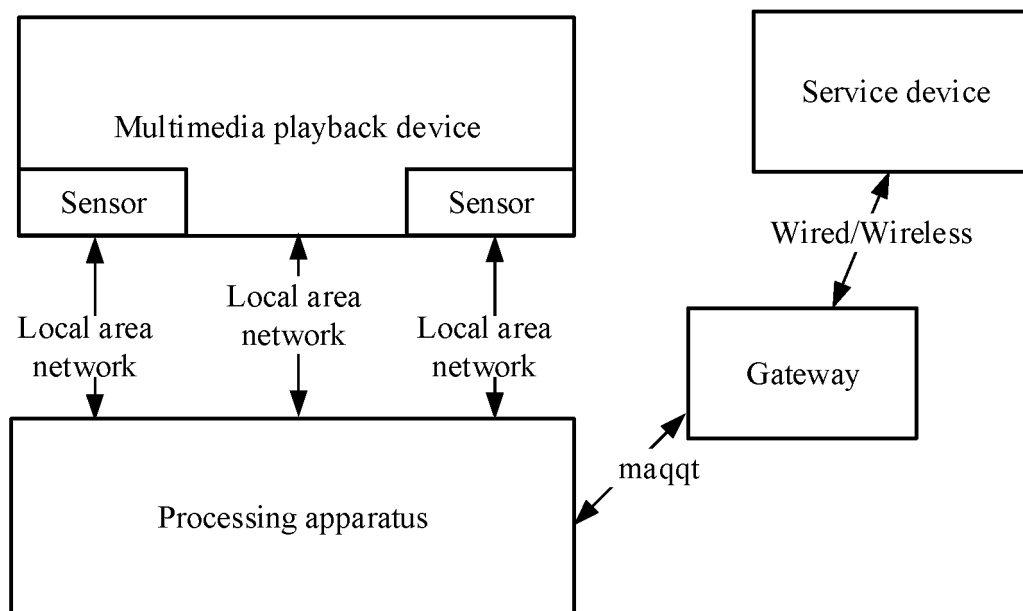 Multimedia playback device
Service device
Sensor
Sensor
Wired/Wireless
Local area
network
Local area
network
Local area
network
Gateway
maqqt
Processing apparatus